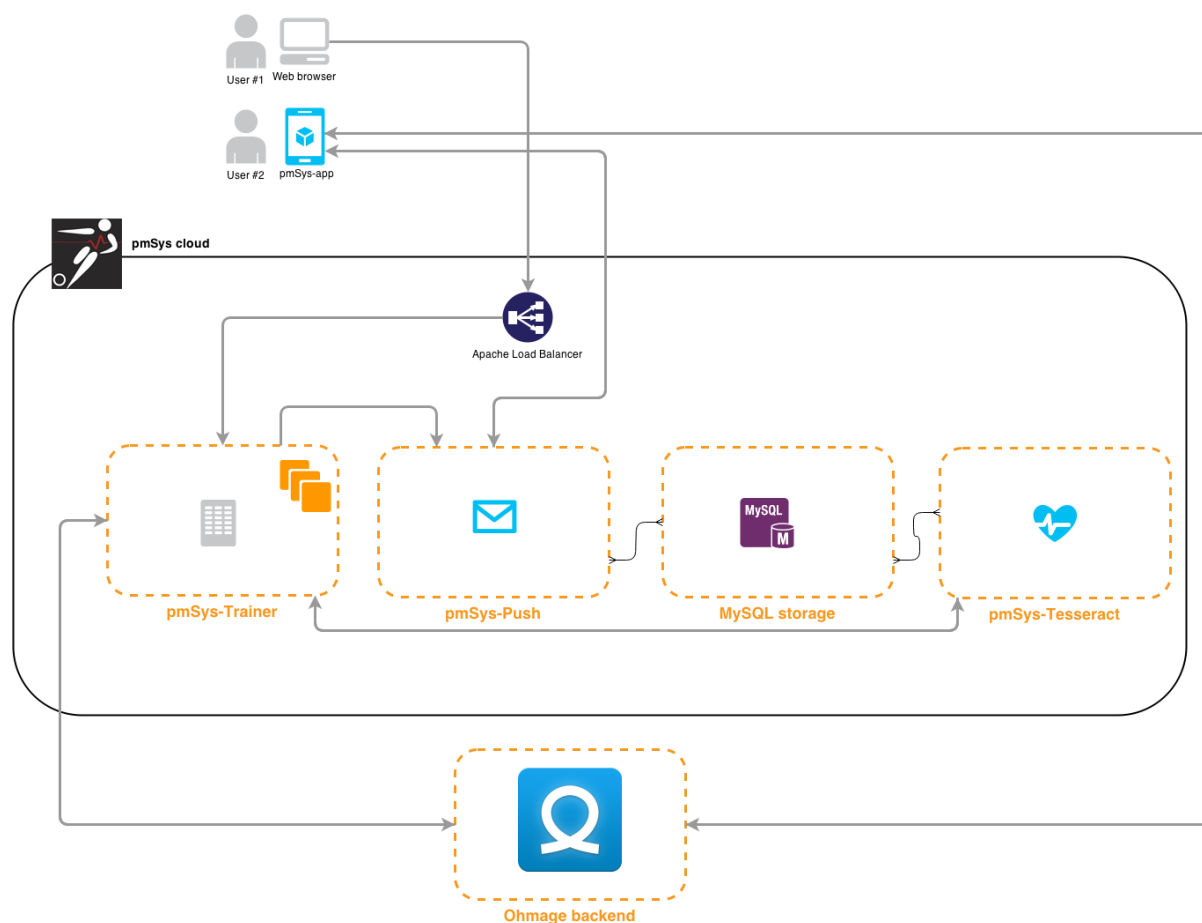 User #1
Web browser
User #2
pmSys-app
pmSys cloud
Apache Load Balancer
MySQL
M
pmSys-Trainer
pmSys-Push
MySQL storage
pmSys-Tesseract
Ohmage backend